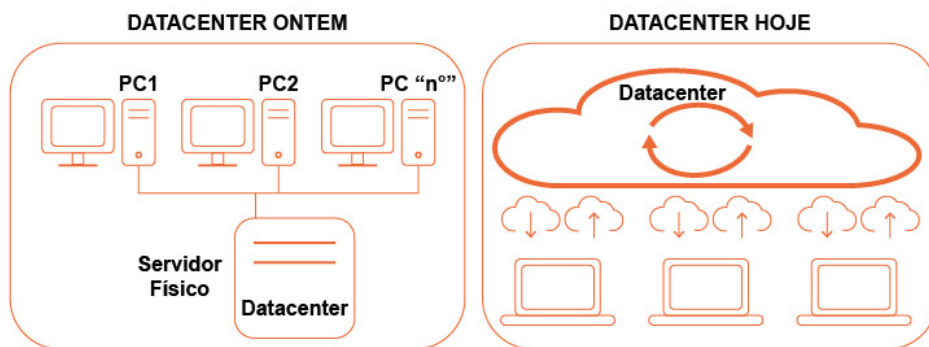 DATACENTER ONTEM
PC1
PC2
PC “n°”
Servidor
Físico
Datacenter
DATACENTER HOJE
Datacenter